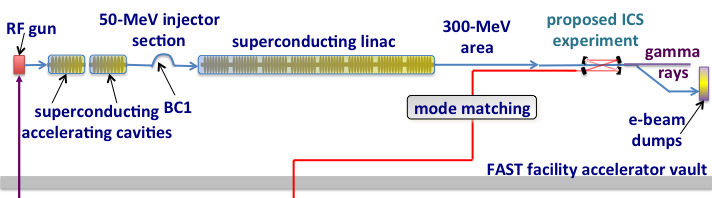 RF gun
50-MeV injector
section
superconducting linac
300-MeV
area
proposed ICS
experiment
gamma
rays
superconducting
accelerating cavities
BC1
mode matching
e-beam
dumps
FAST facility accelerator vault